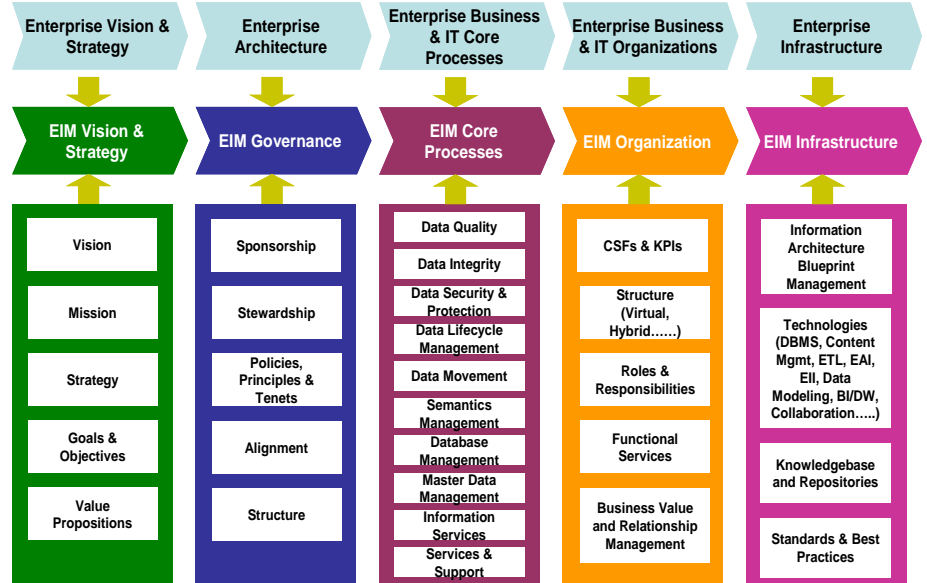 Enterprise Vision &
Strategy
Enterprise
Architecture
Enterprise Business
& IT Core
Processes
Enterprise Business
& IT Organizations
Enterprise
Infrastructure
EIM Vision &
Strategy
EIM Governance
EIM Core
Processes
EIM Organization
EIM Infrastructure
Vision
Mission
Strategy
Goals &
Objectives
Value
Propositions
Sponsorship
Stewardship
Policies,
Principles &
Tenets
Alignment
Structure
Data Quality
Data Integrity
Data Security &
Protection
Data Lifecycle
Management
Data Movement
Semantics
Management
Database
Management
Master Data
Management
Information
Services
Services &
Support
CSFs & KPIs
Structure
(Virtual,
Hybrid……)
Roles &
Responsibilities
Functional
Services
Business Value
and Relationship
Management
Information
Architecture
Blueprint
Management
Technologies
(DBMS, Content
Mgmt, ETL, EAI,
EII, Data
Modeling, BI/DW,
Collaboration…..)
Knowledgebase
and Repositories
Standards & Best
Practices